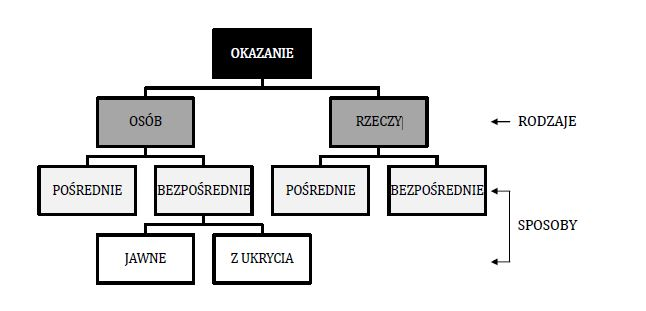 OKAZANIE
OSÓB
RZECZY
RODZAJE
POŚREDNIE
BEZPOŚREDNIE
POŚREDNIE
BEZPOŚREDNIE
SPOSOBY
JAWNE
Z UKRYCIA